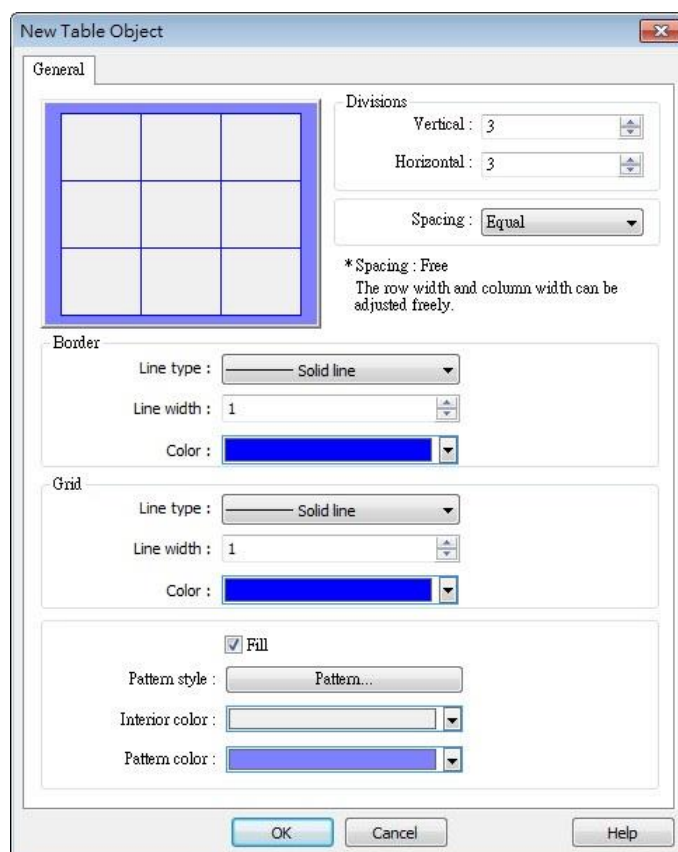 New Table Object
General
Divisions
Vertical : 3
Horizontal : 3
Spacing : Equal
* Spacing : Free
The row width and column width can be
adjusted freely.
Border
Line type : Solid line
Line width : 1
Color :
Grid
Line type : Solid line
Line width : 1
Color :
Fill
Pattern style : Pattern...
Interior color :
Pattern color :
OK Cancel Help